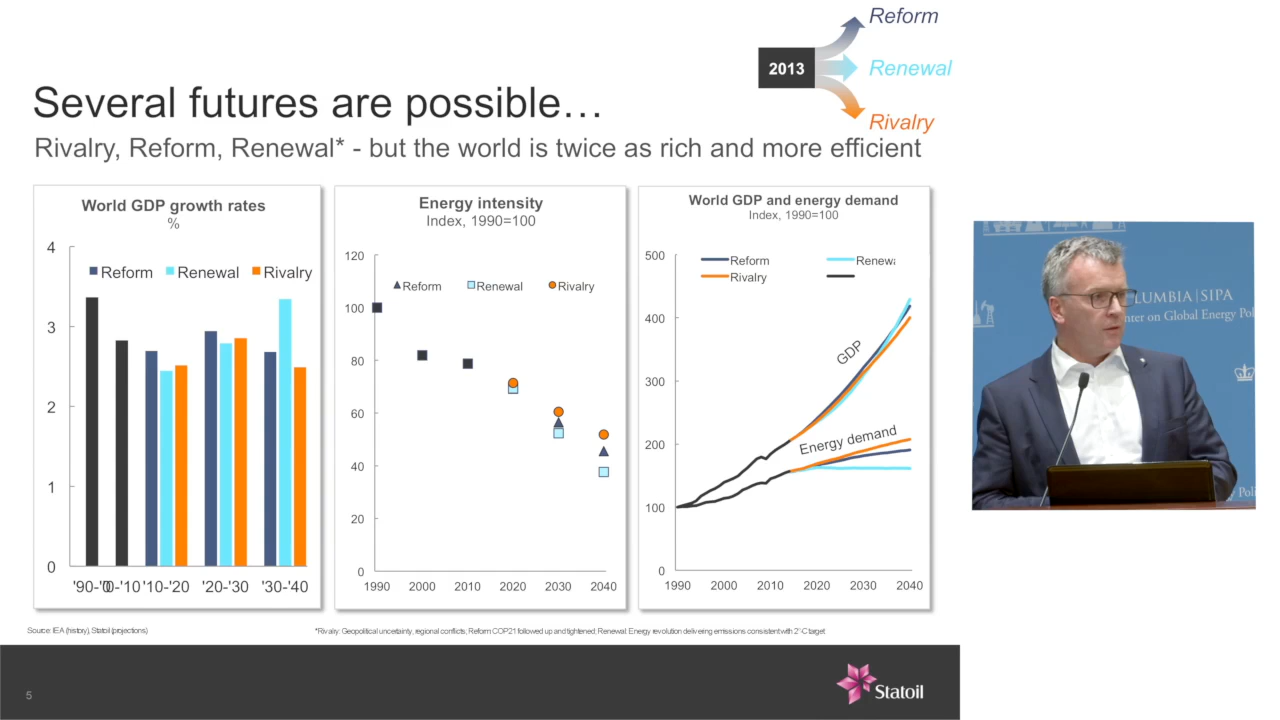 Reform
2013
Renewal
Rivalry
Several futures are possible…
Rivalry, Reform, Renewal* - but the world is twice as rich and more efficient
World GDP growth rates
%
4
3
2
1
0
Reform Renewal Rivalry
'90-'0 0-'10 '10-'20 '20-'30 '30-'40
Energy intensity
Index, 1990=100
120
100
80
60
40
20
0
Reform Renewal Rivalry
1990 2000 2010 2020 2030 2040
World GDP and energy demand
Index, 1990=100
500
400
300
200
100
0
Reform Renewa
Rivalry
GDP
Energy demand
1990 2000 2010 2020 2030 2040
Source: IEA (history), Statoil (projections)
*Rivalry: Geopolitical uncertainty, regional conflicts; Reform: COP21 followed up and tightened; Renewal: Energy revolution delivering emissions consistent with 2°C target.
5
Statoil
LUMBIA | SIPA
nter on Global Energy Pol
y Poli